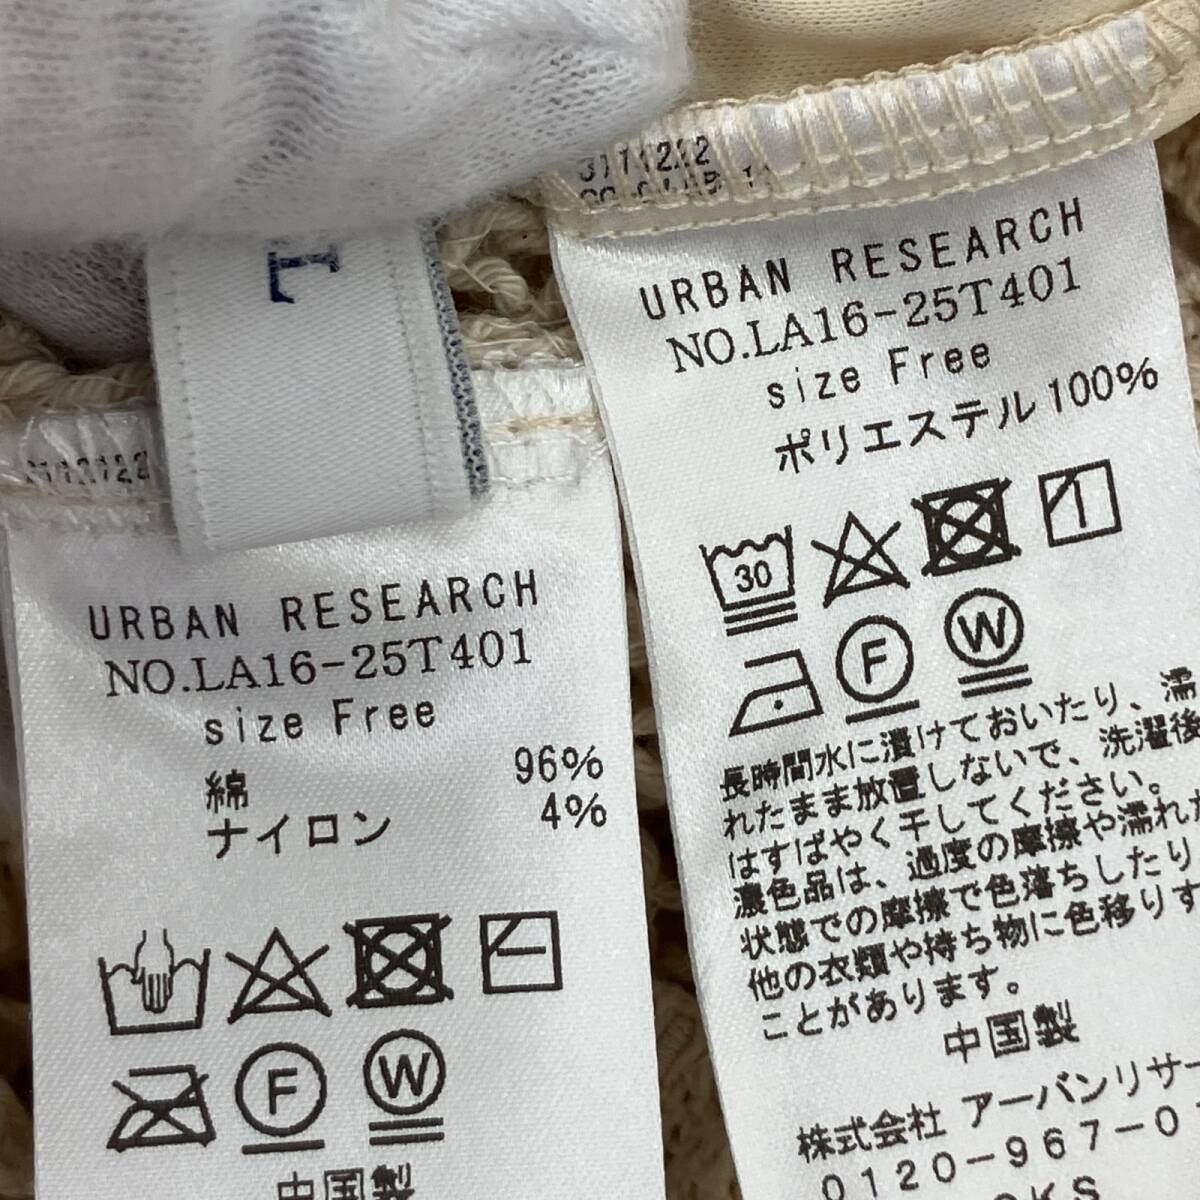 L
URBAN RESEARCH
NO.LA16-25T401
size Free
綿 96%
ナイロン 4%
F
W
中国製
URBAN RESEARCH
NO.LA16-25T401
size Free
ポリエステル100%
30
F
W
長時間水に漬けておいたり、濡
れたまま放置しないで、洗濯後
はすばやく干してください。
濃色品は、過度の摩擦や濡れた
状態での摩擦で色落ちしたり
他の衣類や持ち物に色移りす
ことがあります。
中国製
株式会社 アーバンリサー
0120-967-0